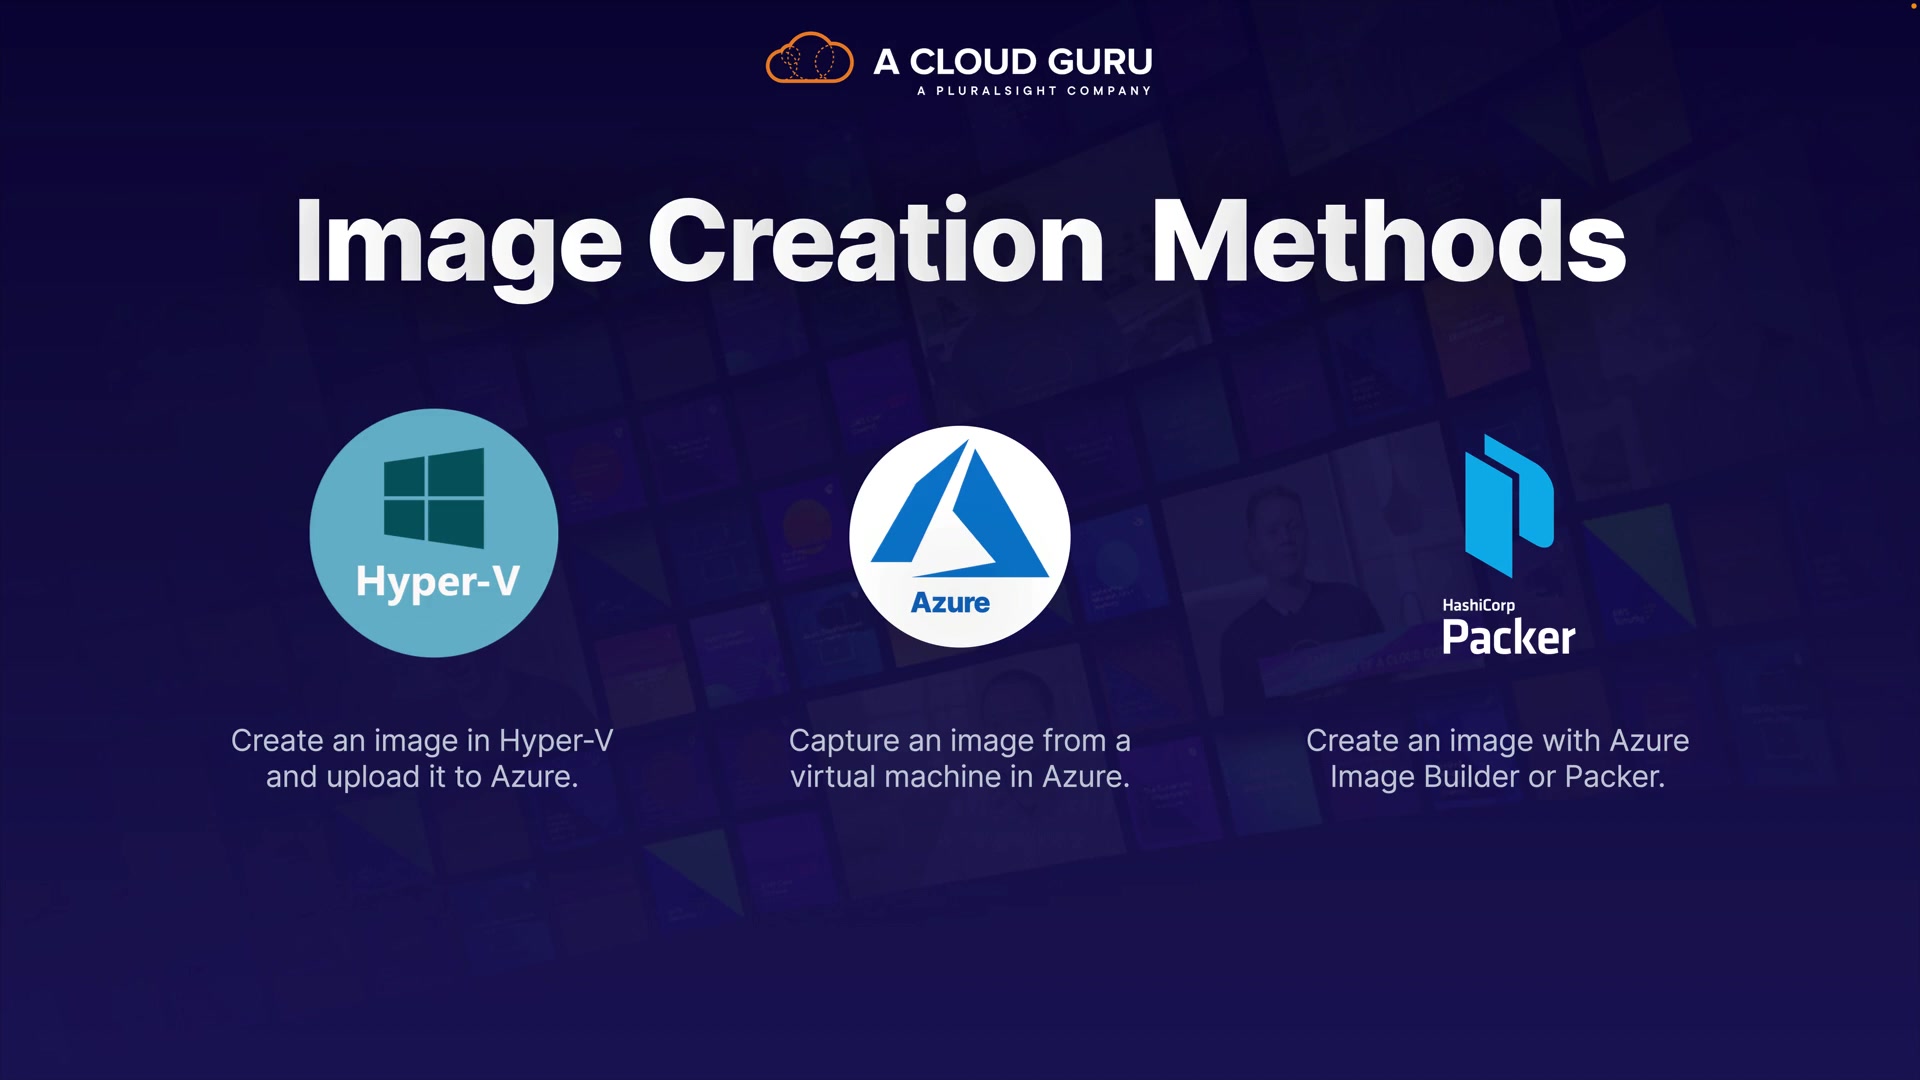 A CLOUD GURU
A PLURALSIGHT COMPANY
Image Creation Methods
Hyper-V
Azure
HashiCorp
Packer
Create an image in Hyper-V
and upload it to Azure.
Capture an image from a
virtual machine in Azure.
Create an image with Azure
Image Builder or Packer.